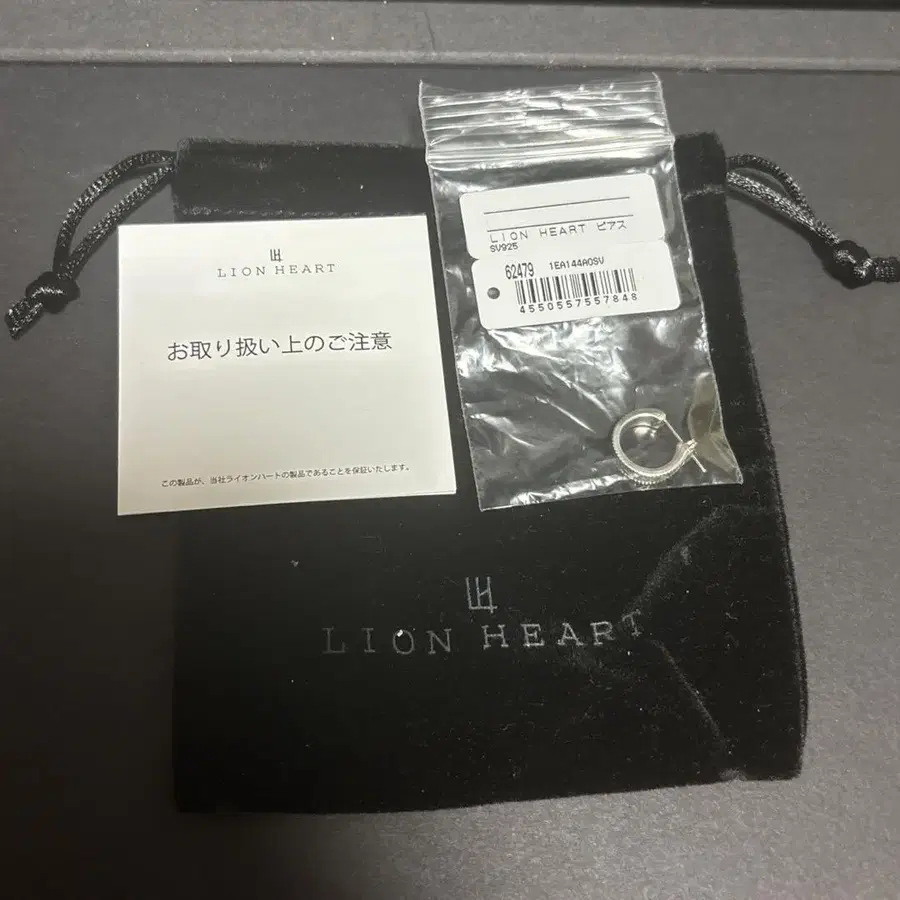 LH
LION HEART
お取り扱い上のご注意
この製品が、当社ライオンハートの製品であることを保証いたします。
LION HEART ピアス
SV925
62479 1EA144A0SV
4550557557848
LH
LION HEART